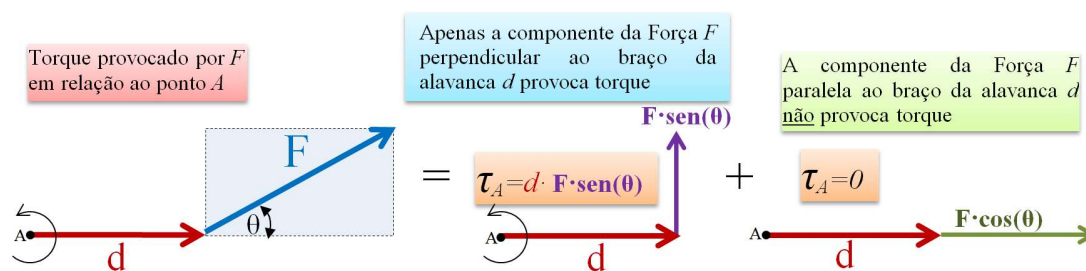 Torque provocado por F
em relação ao ponto A
F
θ
A
d
=
Apenas a componente da Força F
perpendicular ao braço da
alavanca d provoca torque
F·sen(θ)
τA=d· F·sen(θ)
A
d
+
A componente da Força F
paralela ao braço da alavanca d
não provoca torque
τA=0
F·cos(θ)
A
d